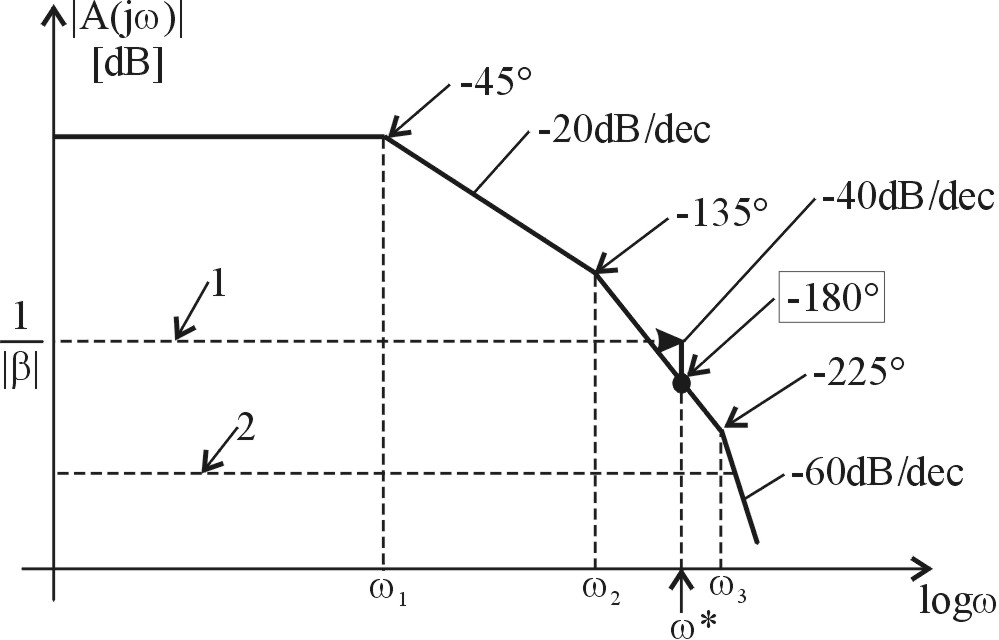 |A(jω)|
[dB]
-45°
-20dB/dec
-135°
-40dB/dec
1
-180°
1
|β|
-225°
2
-60dB/dec
ω1
ω2
ω3
logω
ω*